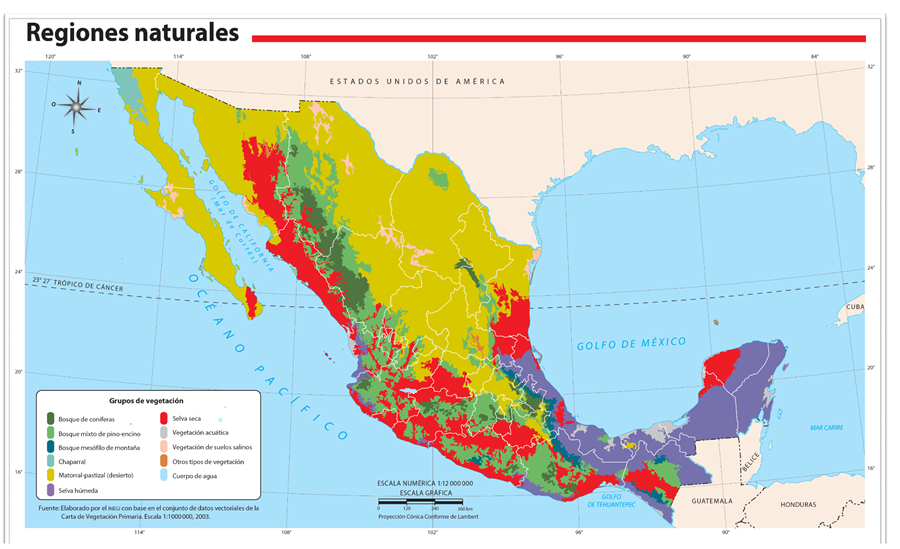 Regiones naturales
120°
114°
108°
102°
96°
90°
84°
32°
32°
ESTADOS UNIDOS DE AMÉRICA
N
O
E
S
28°
28°
GOLFO DE CALIFORNIA
(Mar de Cortés)
24°
24°
23° 27' TRÓPICO DE CÁNCER
CUBA
OCÉANO PACÍFICO
GOLFO DE MÉXICO
20°
20°
MAR CARIBE
16°
16°
BELICE
GUATEMALA
HONDURAS
GOLFO
DE TEHUANTEPEC
Grupos de vegetación
Bosque de coníferas
Bosque mixto de pino-encino
Bosque mesófilo de montaña
Chaparral
Matorral-pastizal (desierto)
Selva húmeda
Selva seca
Vegetación acuática
Vegetación de suelos salinos
Otros tipos de vegetación
Cuerpo de agua
ESCALA NUMÉRICA 1:12 000 000
ESCALA GRÁFICA
0 120 240 360 km
Proyección Cónica Conforme de Lambert
Fuente: Elaborado por el INEGI con base en el conjunto de datos vectoriales de la
Carta de Vegetación Primaria. Escala 1:1 000 000, 2003.
114°
108°
102°
96°
90°